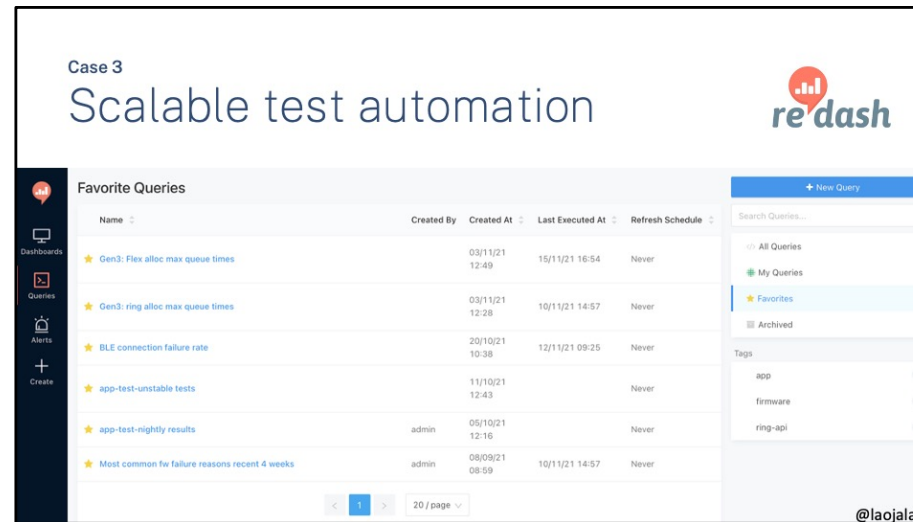 Case 3
Scalable test automation
re dash
Favorite Queries
+ New Query
Name Created By Created At Last Executed At Refresh Schedule
Search Queries...
Dashboards
Queries
Alerts
Create
Gen3: Flex alloc max queue times 03/11/21 12:49 15/11/21 16:54 Never
Gen3: ring alloc max queue times 03/11/21 12:28 10/11/21 14:57 Never
BLE connection failure rate 20/10/21 10:38 12/11/21 09:25 Never
app-test-unstable tests 11/10/21 12:43 Never
app-test-nightly results admin 05/10/21 12:16 Never
Most common fw failure reasons recent 4 weeks admin 08/09/21 08:59 10/11/21 14:57 Never
1
20 / page
All Queries
My Queries
Favorites
Archived
Tags
app
firmware
ring-api
@laojala